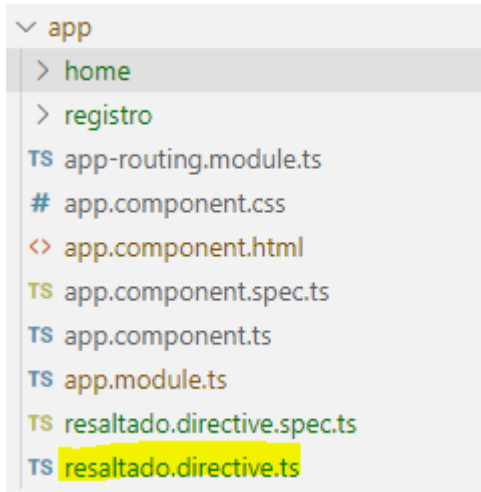 app
home
registro
TS app-routing.module.ts
# app.component.css
<> app.component.html
TS app.component.spec.ts
TS app.component.ts
TS app.module.ts
TS resaltado.directive.spec.ts
TS resaltado.directive.ts